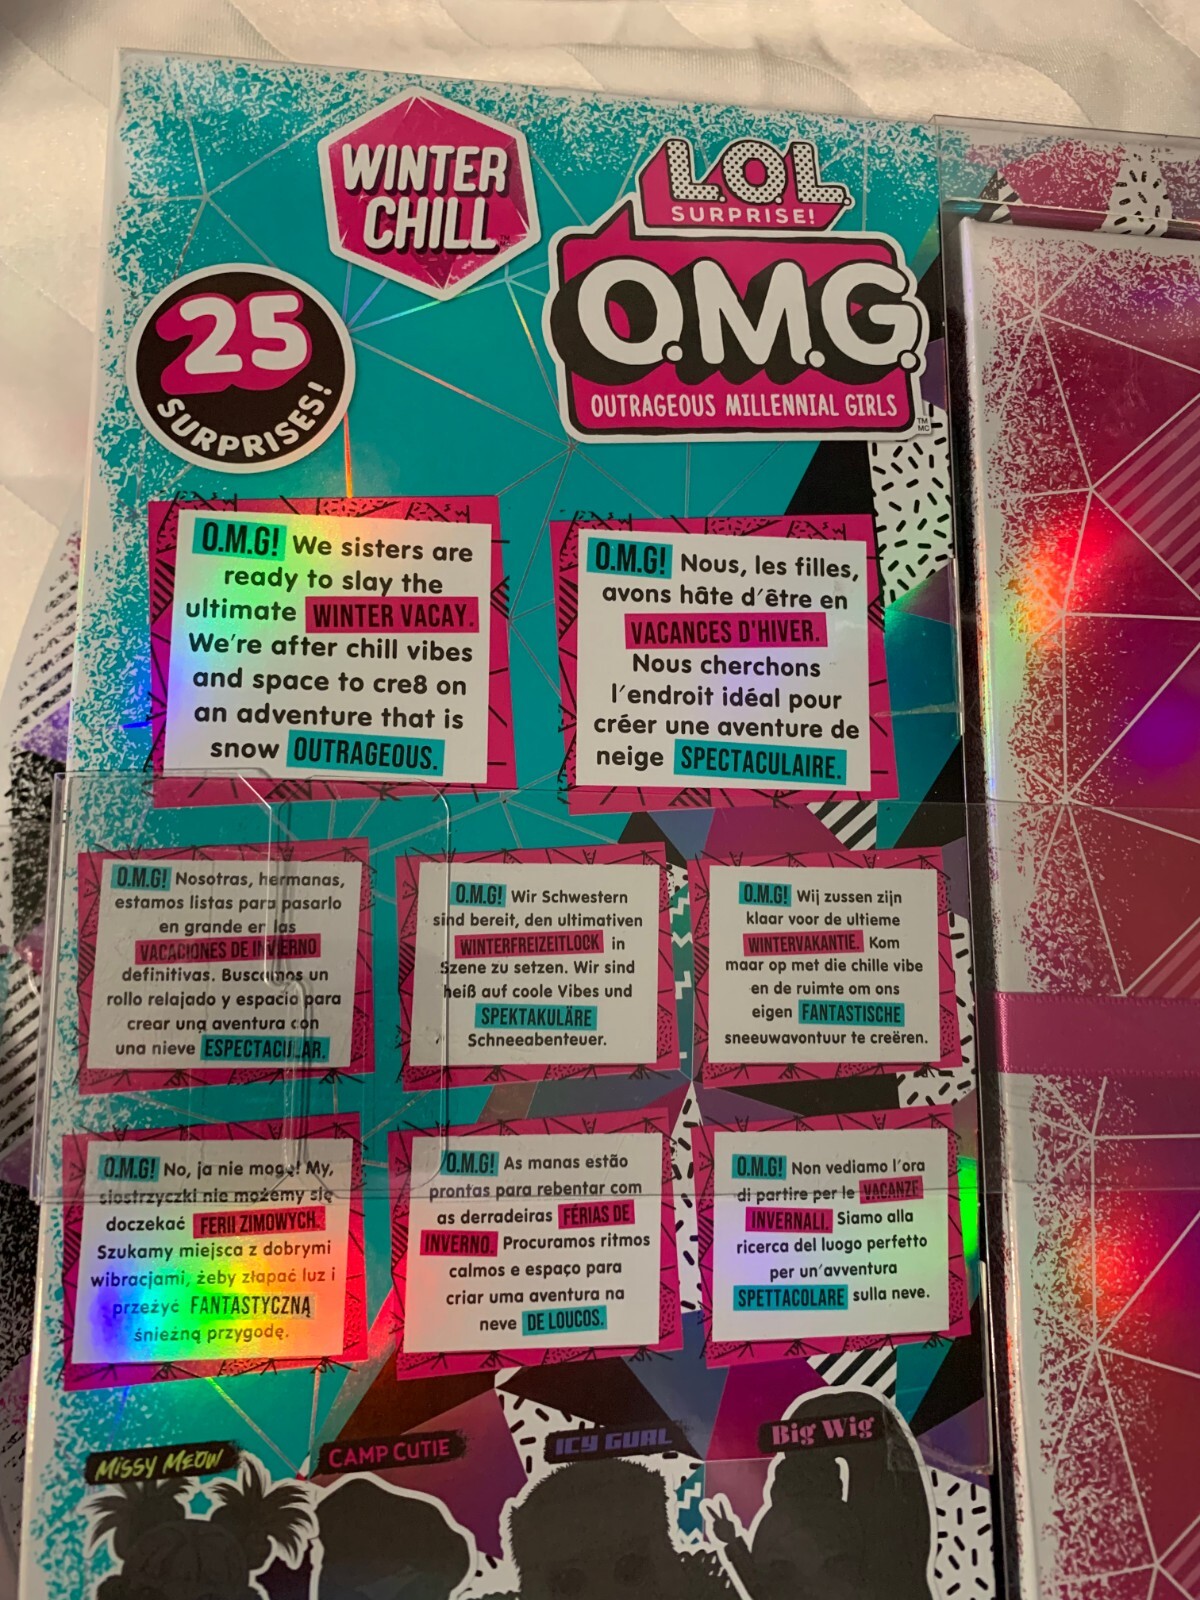 WINTER
CHILL™
MC
L.O.L.
SURPRISE!
O.M.G.
OUTRAGEOUS MILLENNIAL GIRLS
™
MC
25
SURPRISES!
O.M.G! We sisters are
ready to slay the
ultimate WINTER VACAY.
We're after chill vibes
and space to cre8 on
an adventure that is
snow OUTRAGEOUS.
O.M.G! Nous, les filles,
avons hâte d'être en
VACANCES D'HIVER.
Nous cherchons
l'endroit idéal pour
créer une aventure de
neige SPECTACULAIRE.
O.M.G! Nosotras, hermanas,
estamos listas para pasarlo
en grande en las
VACACIONES DE INVIERNO
definitivas. Buscamos un
rollo relajado y espacio para
crear una aventura con
una nieve ESPECTACULAR.
O.M.G! Wir Schwestern
sind bereit, den ultimativen
WINTERFREIZEITLOCK in
Szene zu setzen. Wir sind
heiß auf coole Vibes und
SPEKTAKULÄRE
Schneeabenteuer.
O.M.G! Wij zussen zijn
klaar voor de ultieme
WINTERVAKANTIE. Kom
maar op met die chille vibe
en de ruimte om ons
eigen FANTASTISCHE
sneeuwavontuur te creëren.
O.M.G! No, ja nie mogę! My,
siostrzyczki nie możemy się
doczekać FERII ZIMOWYCH.
Szukamy miejsca z dobrymi
wibracjami, żeby złapać luz i
przeżyć FANTASTYCZNĄ
śnieżną przygodę.
O.M.G! As manas estão
prontas para rebentar com
as derradeiras FÉRIAS DE
INVERNO. Procuramos ritmos
calmos e espaço para
criar uma aventura na
neve DE LOUCOS.
O.M.G! Non vediamo l'ora
di partire per le VACANZE
INVERNALI. Siamo alla
ricerca del luogo perfetto
per un'avventura
SPETTACOLARE sulla neve.
MISSY MEOW
CAMP CUTIE
ICY GURL
Big Wig